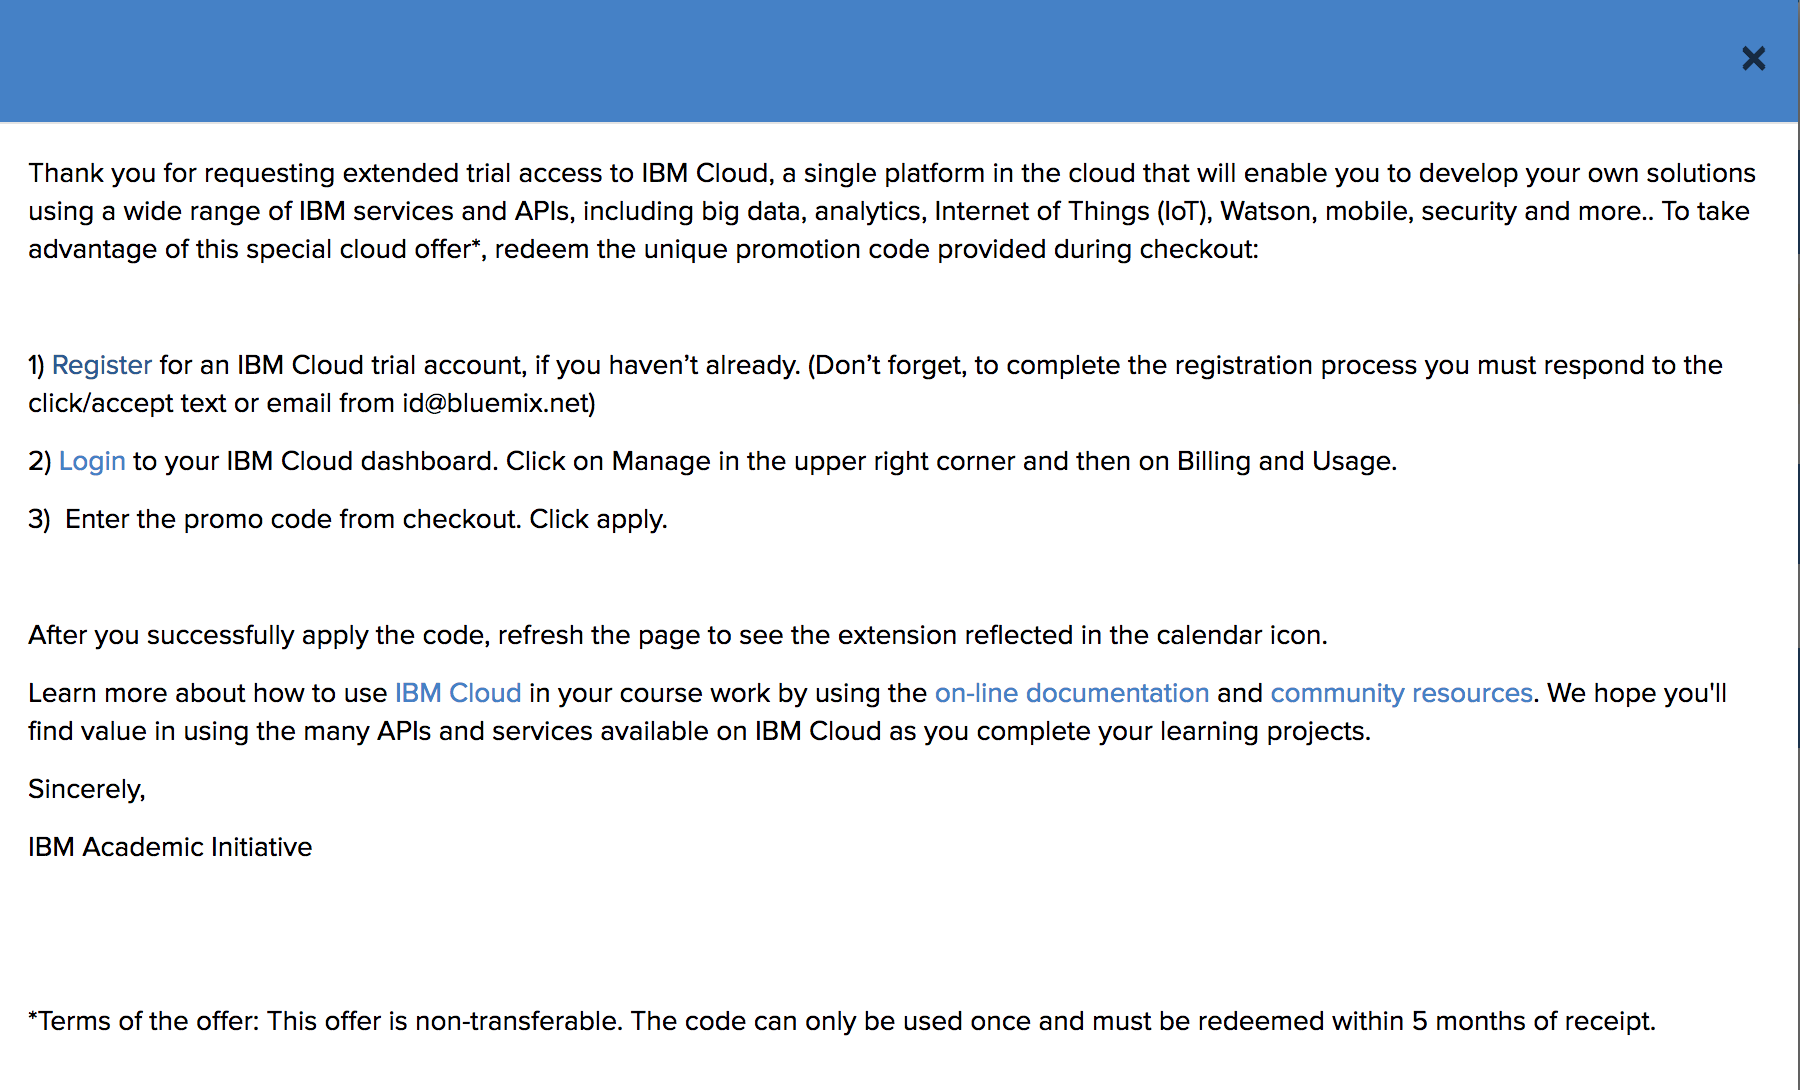 Thank you for requesting extended trial access to IBM Cloud, a single platform in the cloud that will enable you to develop your own solutions
using a wide range of IBM services and APIs, including big data, analytics, Internet of Things (IoT), Watson, mobile, security and more.. To take
advantage of this special cloud offer*, redeem the unique promotion code provided during checkout:
1) Register for an IBM Cloud trial account, if you haven’t already. (Don’t forget, to complete the registration process you must respond to the
click/accept text or email from id@bluemix.net)
2) Login to your IBM Cloud dashboard. Click on Manage in the upper right corner and then on Billing and Usage.
3)  Enter the promo code from checkout. Click apply.
After you successfully apply the code, refresh the page to see the extension reflected in the calendar icon.
Learn more about how to use IBM Cloud in your course work by using the on-line documentation and community resources. We hope you'll
find value in using the many APIs and services available on IBM Cloud as you complete your learning projects.
Sincerely,
IBM Academic Initiative
*Terms of the offer: This offer is non-transferable. The code can only be used once and must be redeemed within 5 months of receipt.